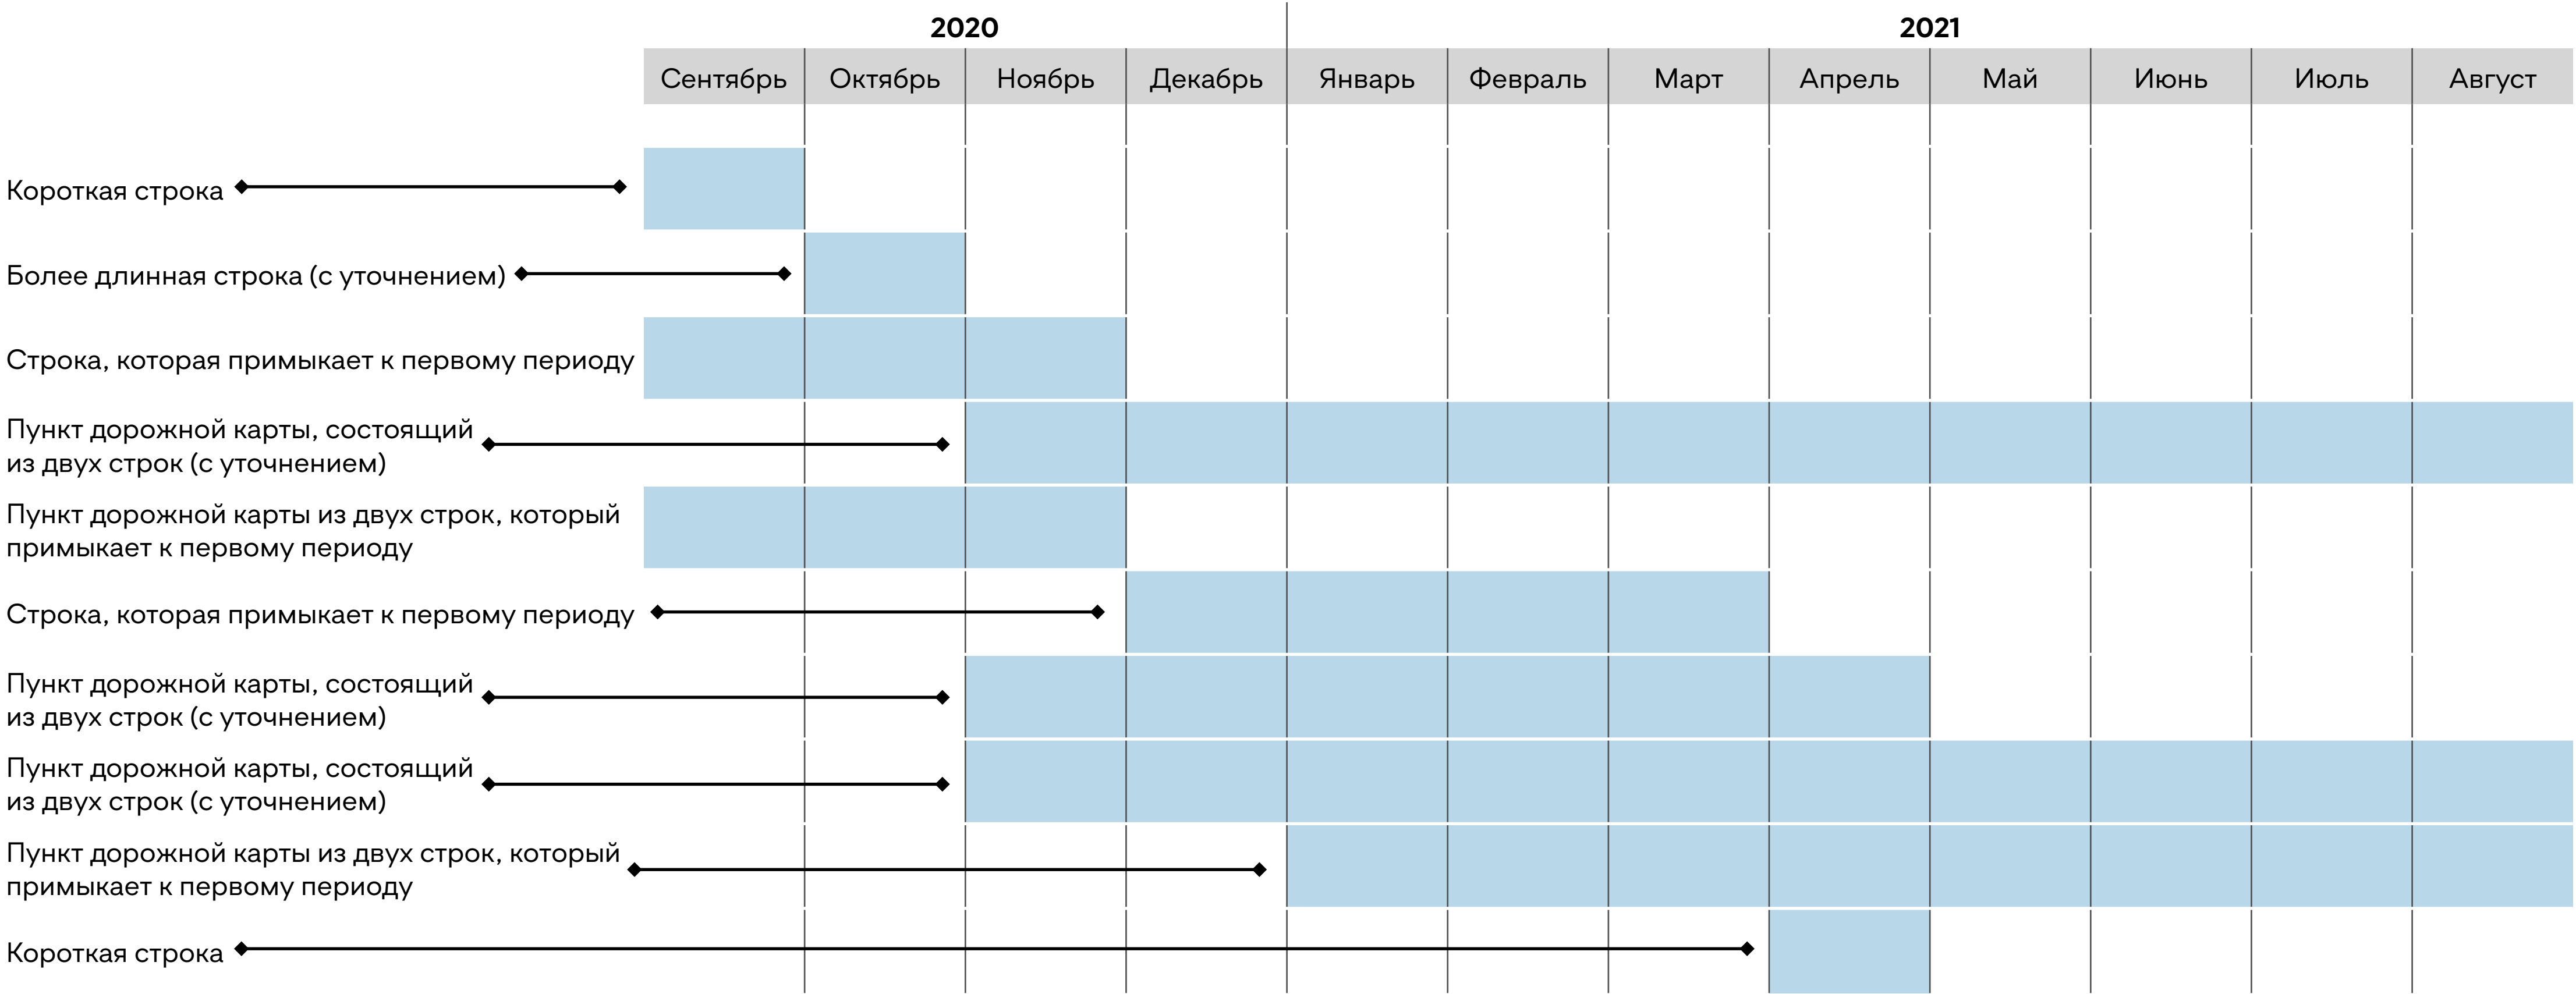 2020 2021
Сентябрь Октябрь Ноябрь Декабрь Январь Февраль Март Апрель Май Июнь Июль Август
Короткая строка
Более длинная строка (с уточнением)
Строка, которая примыкает к первому периоду
Пункт дорожной карты, состоящий
из двух строк (с уточнением)
Пункт дорожной карты из двух строк, который
примыкает к первому периоду
Строка, которая примыкает к первому периоду
Пункт дорожной карты, состоящий
из двух строк (с уточнением)
Пункт дорожной карты, состоящий
из двух строк (с уточнением)
Пункт дорожной карты из двух строк, который
примыкает к первому периоду
Короткая строка